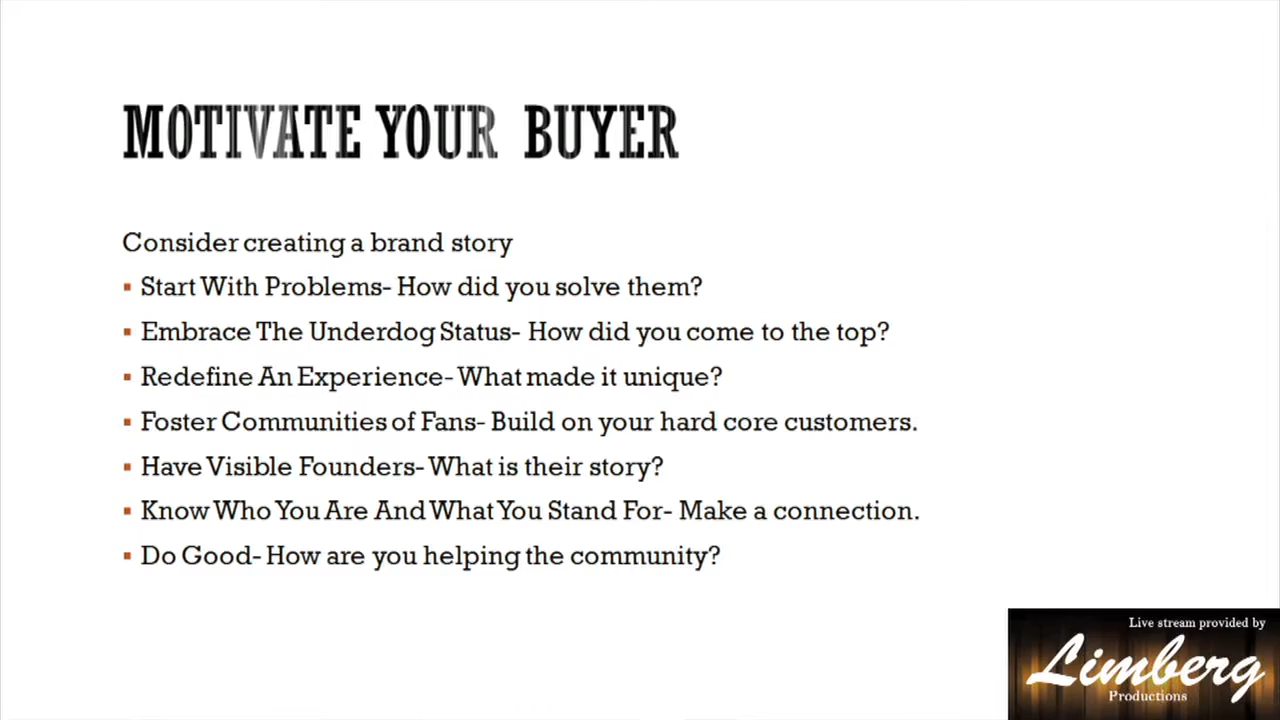 MOTIVATE YOUR BUYER
Consider creating a brand story
▪ Start With Problems- How did you solve them?
▪ Embrace The Underdog Status- How did you come to the top?
▪ Redefine An Experience- What made it unique?
▪ Foster Communities of Fans- Build on your hard core customers.
▪ Have Visible Founders- What is their story?
▪ Know Who You Are And What You Stand For- Make a connection.
▪ Do Good- How are you helping the community?
Live stream provided by
Limberg
Productions